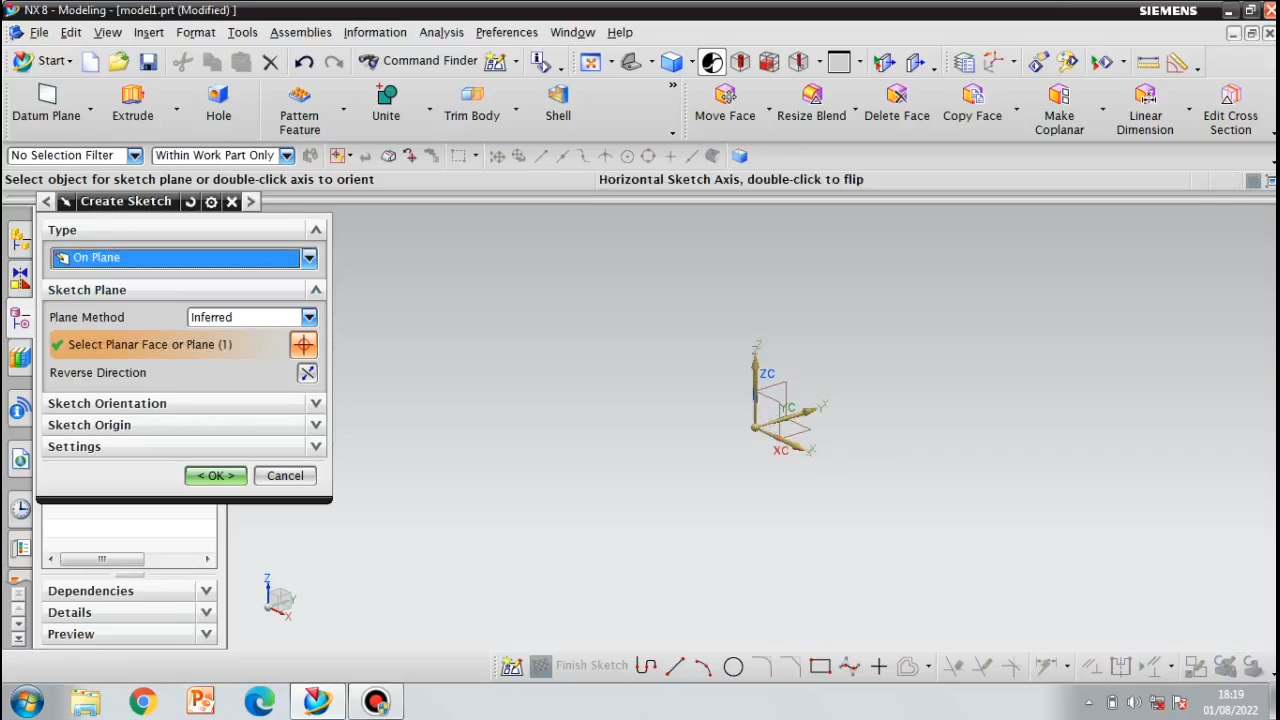 NX 8 - Modeling - [model1.prt (Modified) ]
SIEMENS
File Edit View Insert Format Tools Assemblies Information Analysis Preferences Window Help
Start Command Finder
Datum Plane Extrude Hole Pattern Feature Unite Trim Body Shell Move Face Resize Blend Delete Face Copy Face Make Coplanar Linear Dimension Edit Cross Section
No Selection Filter Within Work Part Only
Select object for sketch plane or double-click axis to orient
Horizontal Sketch Axis, double-click to flip
Create Sketch
Type
On Plane
Sketch Plane
Plane Method Inferred
Select Planar Face or Plane (1)
Reverse Direction
Sketch Orientation
Sketch Origin
Settings
< OK > Cancel
Z
ZC
YC Y
XC X
Z
Y
X
Dependencies
Details
Preview
Finish Sketch
18:19
01/08/2022